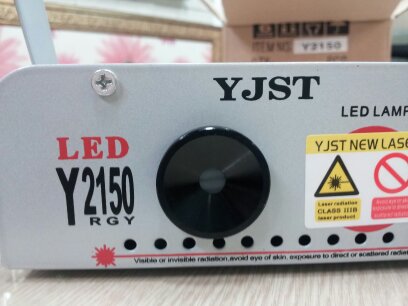 ITEM NO. Y2150
YJST
LED LAMP
LED
Y2150
RGY
YJST NEW LASE
Laser radiation
CLASS IIIB
laser product
Visible or invisible radiation,avoid eye of skin, exposure to direct or scattered radiat